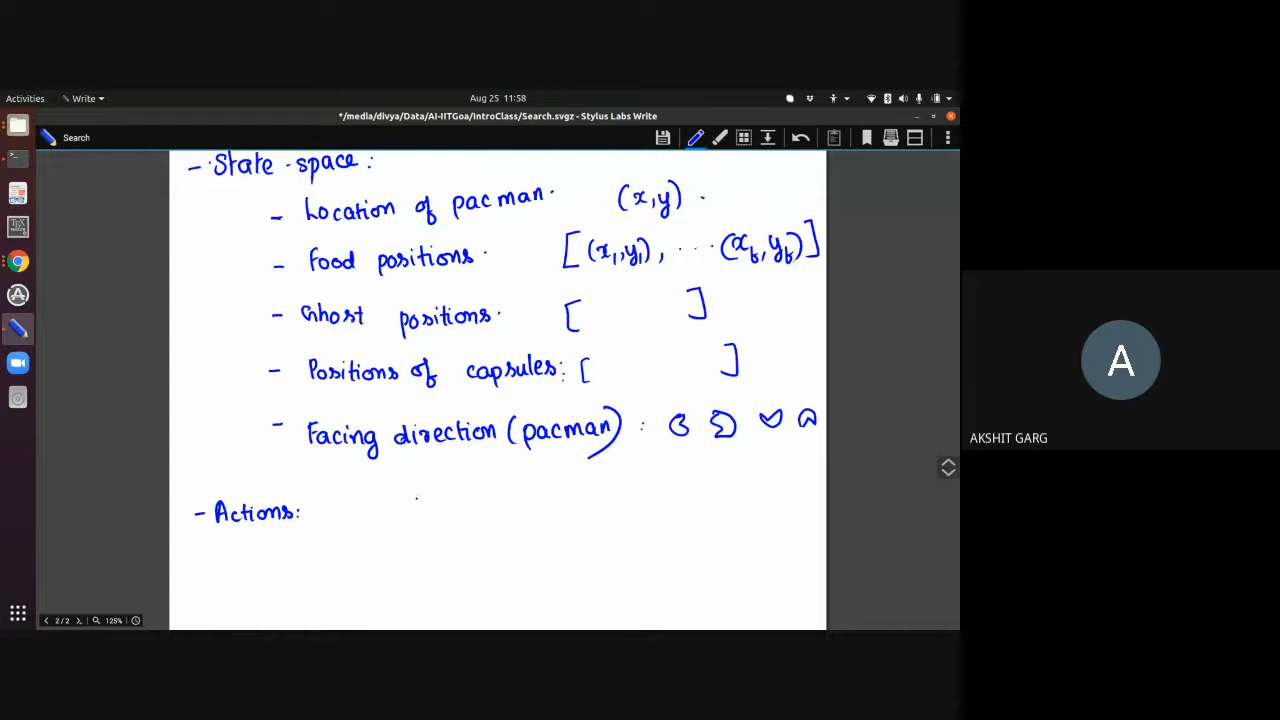 Activities
Write
Aug 25 11:58
*/media/divya/Data/AI-IITGoa/IntroClass/Search.svgz - Stylus Labs Write
Search
- State space:
- Location of pacman. (x,y) .
- Food positions. [(x₁,y₁), ... (x_f, y_f)]
- Ghost positions. [ ]
- Positions of capsules: [ ]
- Facing direction (pacman) :
- Actions:
AKSHIT GARG
A
2/2 125%